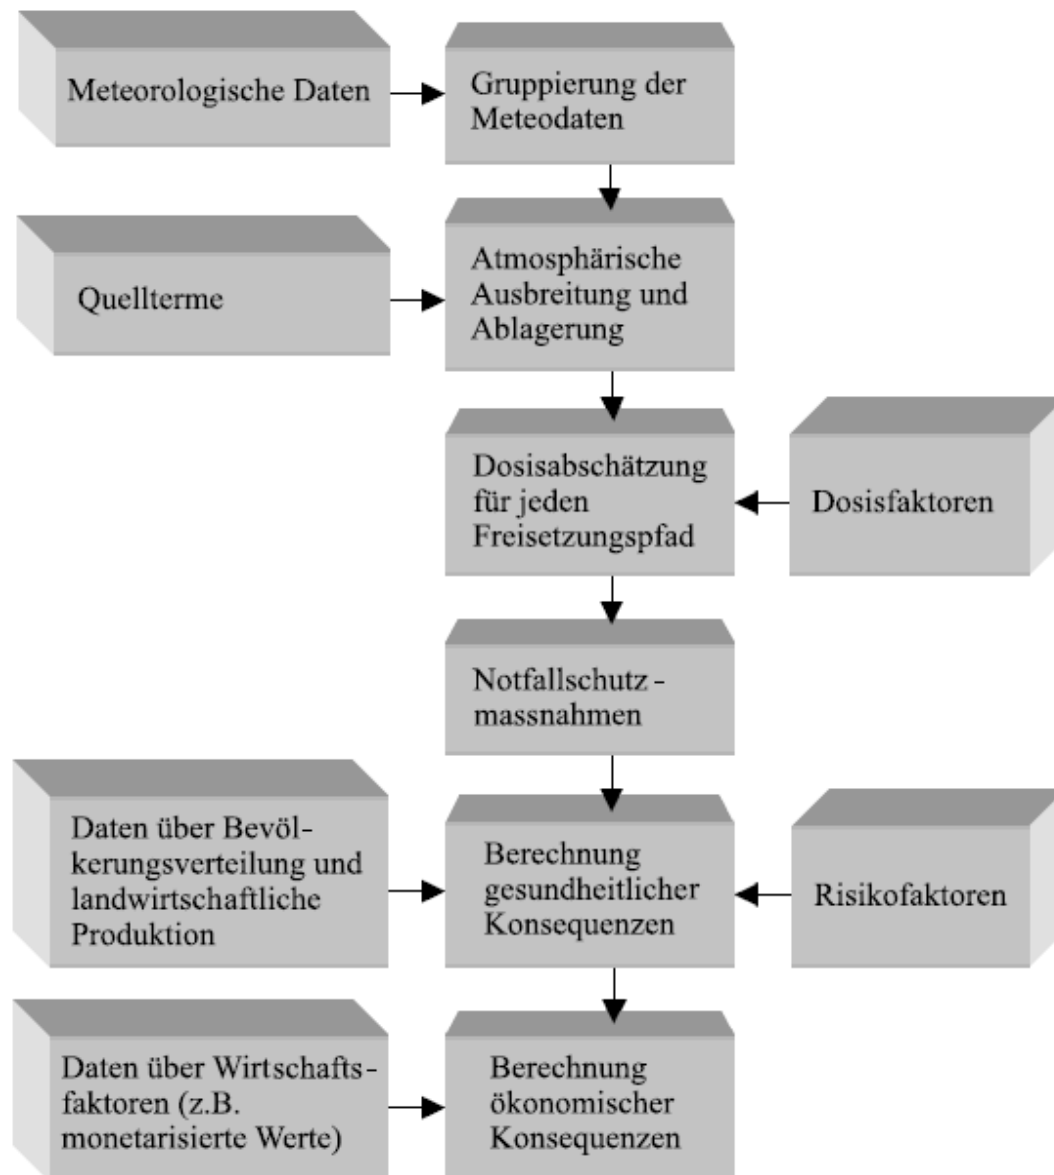 Meteorologische Daten
Gruppierung der
Meteodaten
Quellterme
Atmosphärische
Ausbreitung und
Ablagerung
Dosisabschätzung
für jeden
Freisetzungspfad
Dosisfaktoren
Notfallschutz-
massnahmen
Daten über Bevöl-
kerungsverteilung und
landwirtschaftliche
Produktion
Berechnung
gesundheitlicher
Konsequenzen
Risikofaktoren
Daten über Wirtschafts-
faktoren (z.B.
monetarisierte Werte)
Berechnung
ökonomischer
Konsequenzen